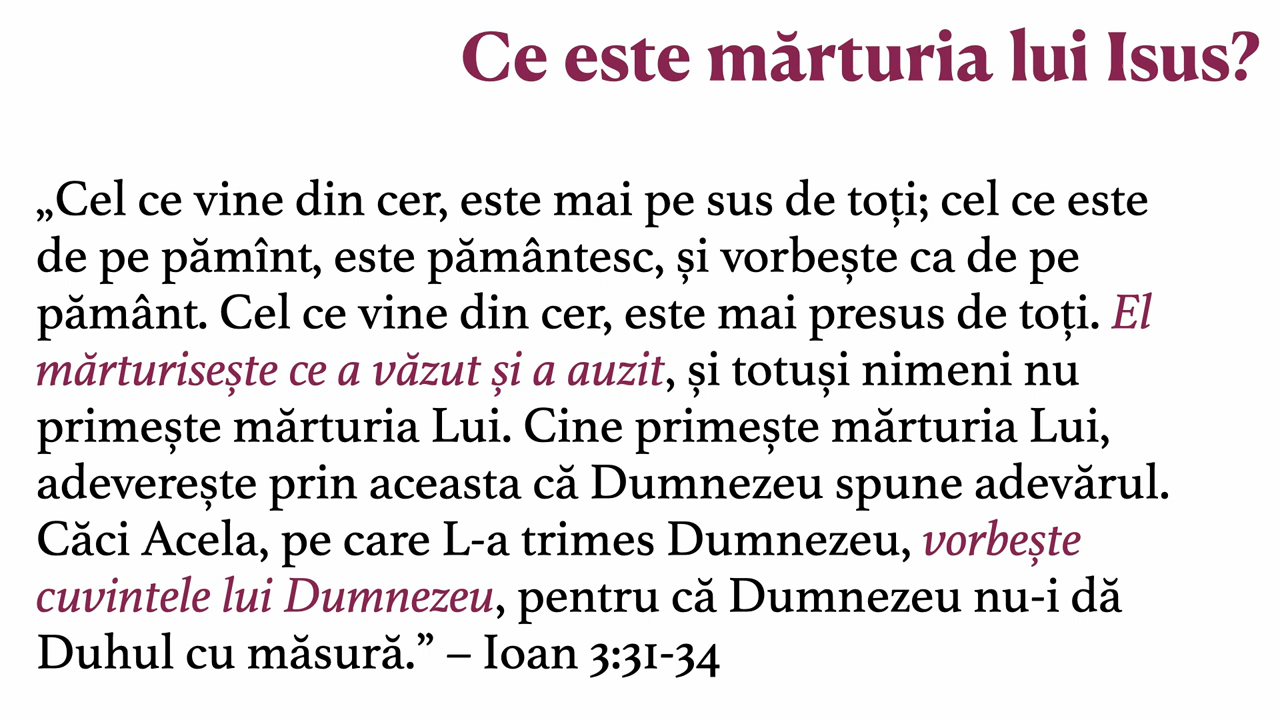 Ce este mărturia lui Isus?
„Cel ce vine din cer, este mai pe sus de toți; cel ce este
de pe pămînt, este pământesc, și vorbește ca de pe
pământ. Cel ce vine din cer, este mai presus de toți. El
mărturisește ce a văzut și a auzit, și totuși nimeni nu
primește mărturia Lui. Cine primește mărturia Lui,
adeverește prin aceasta că Dumnezeu spune adevărul.
Căci Acela, pe care L-a trimes Dumnezeu, vorbește
cuvintele lui Dumnezeu, pentru că Dumnezeu nu-i dă
Duhul cu măsură.” – Ioan 3:31-34